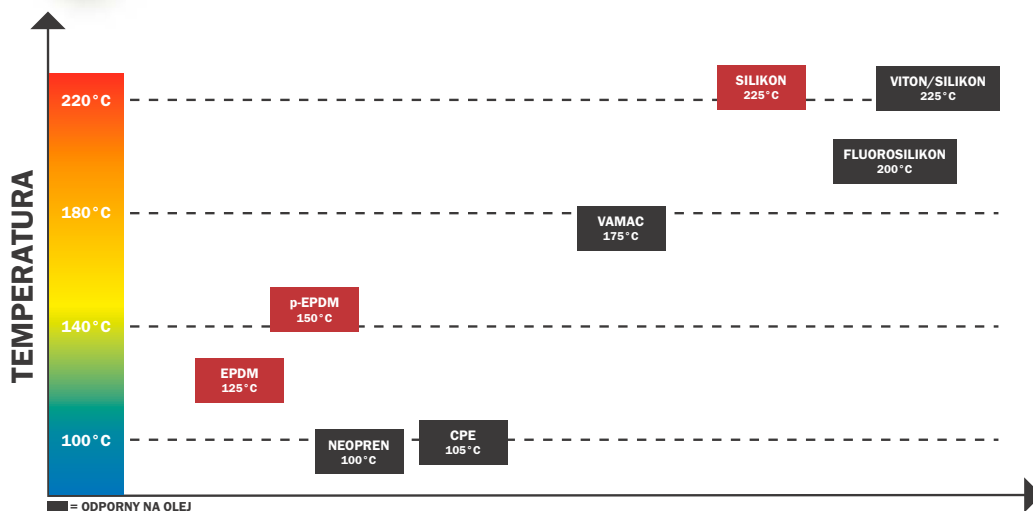 TEMPERATURA
220°C
180°C
140°C
100°C
SILIKON
225°C
VITON/SILIKON
225°C
FLUOROSILIKON
200°C
VAMAC
175°C
p-EPDM
150°C
EPDM
125°C
NEOPREN
100°C
CPE
105°C
= ODPORNY NA OLEJ